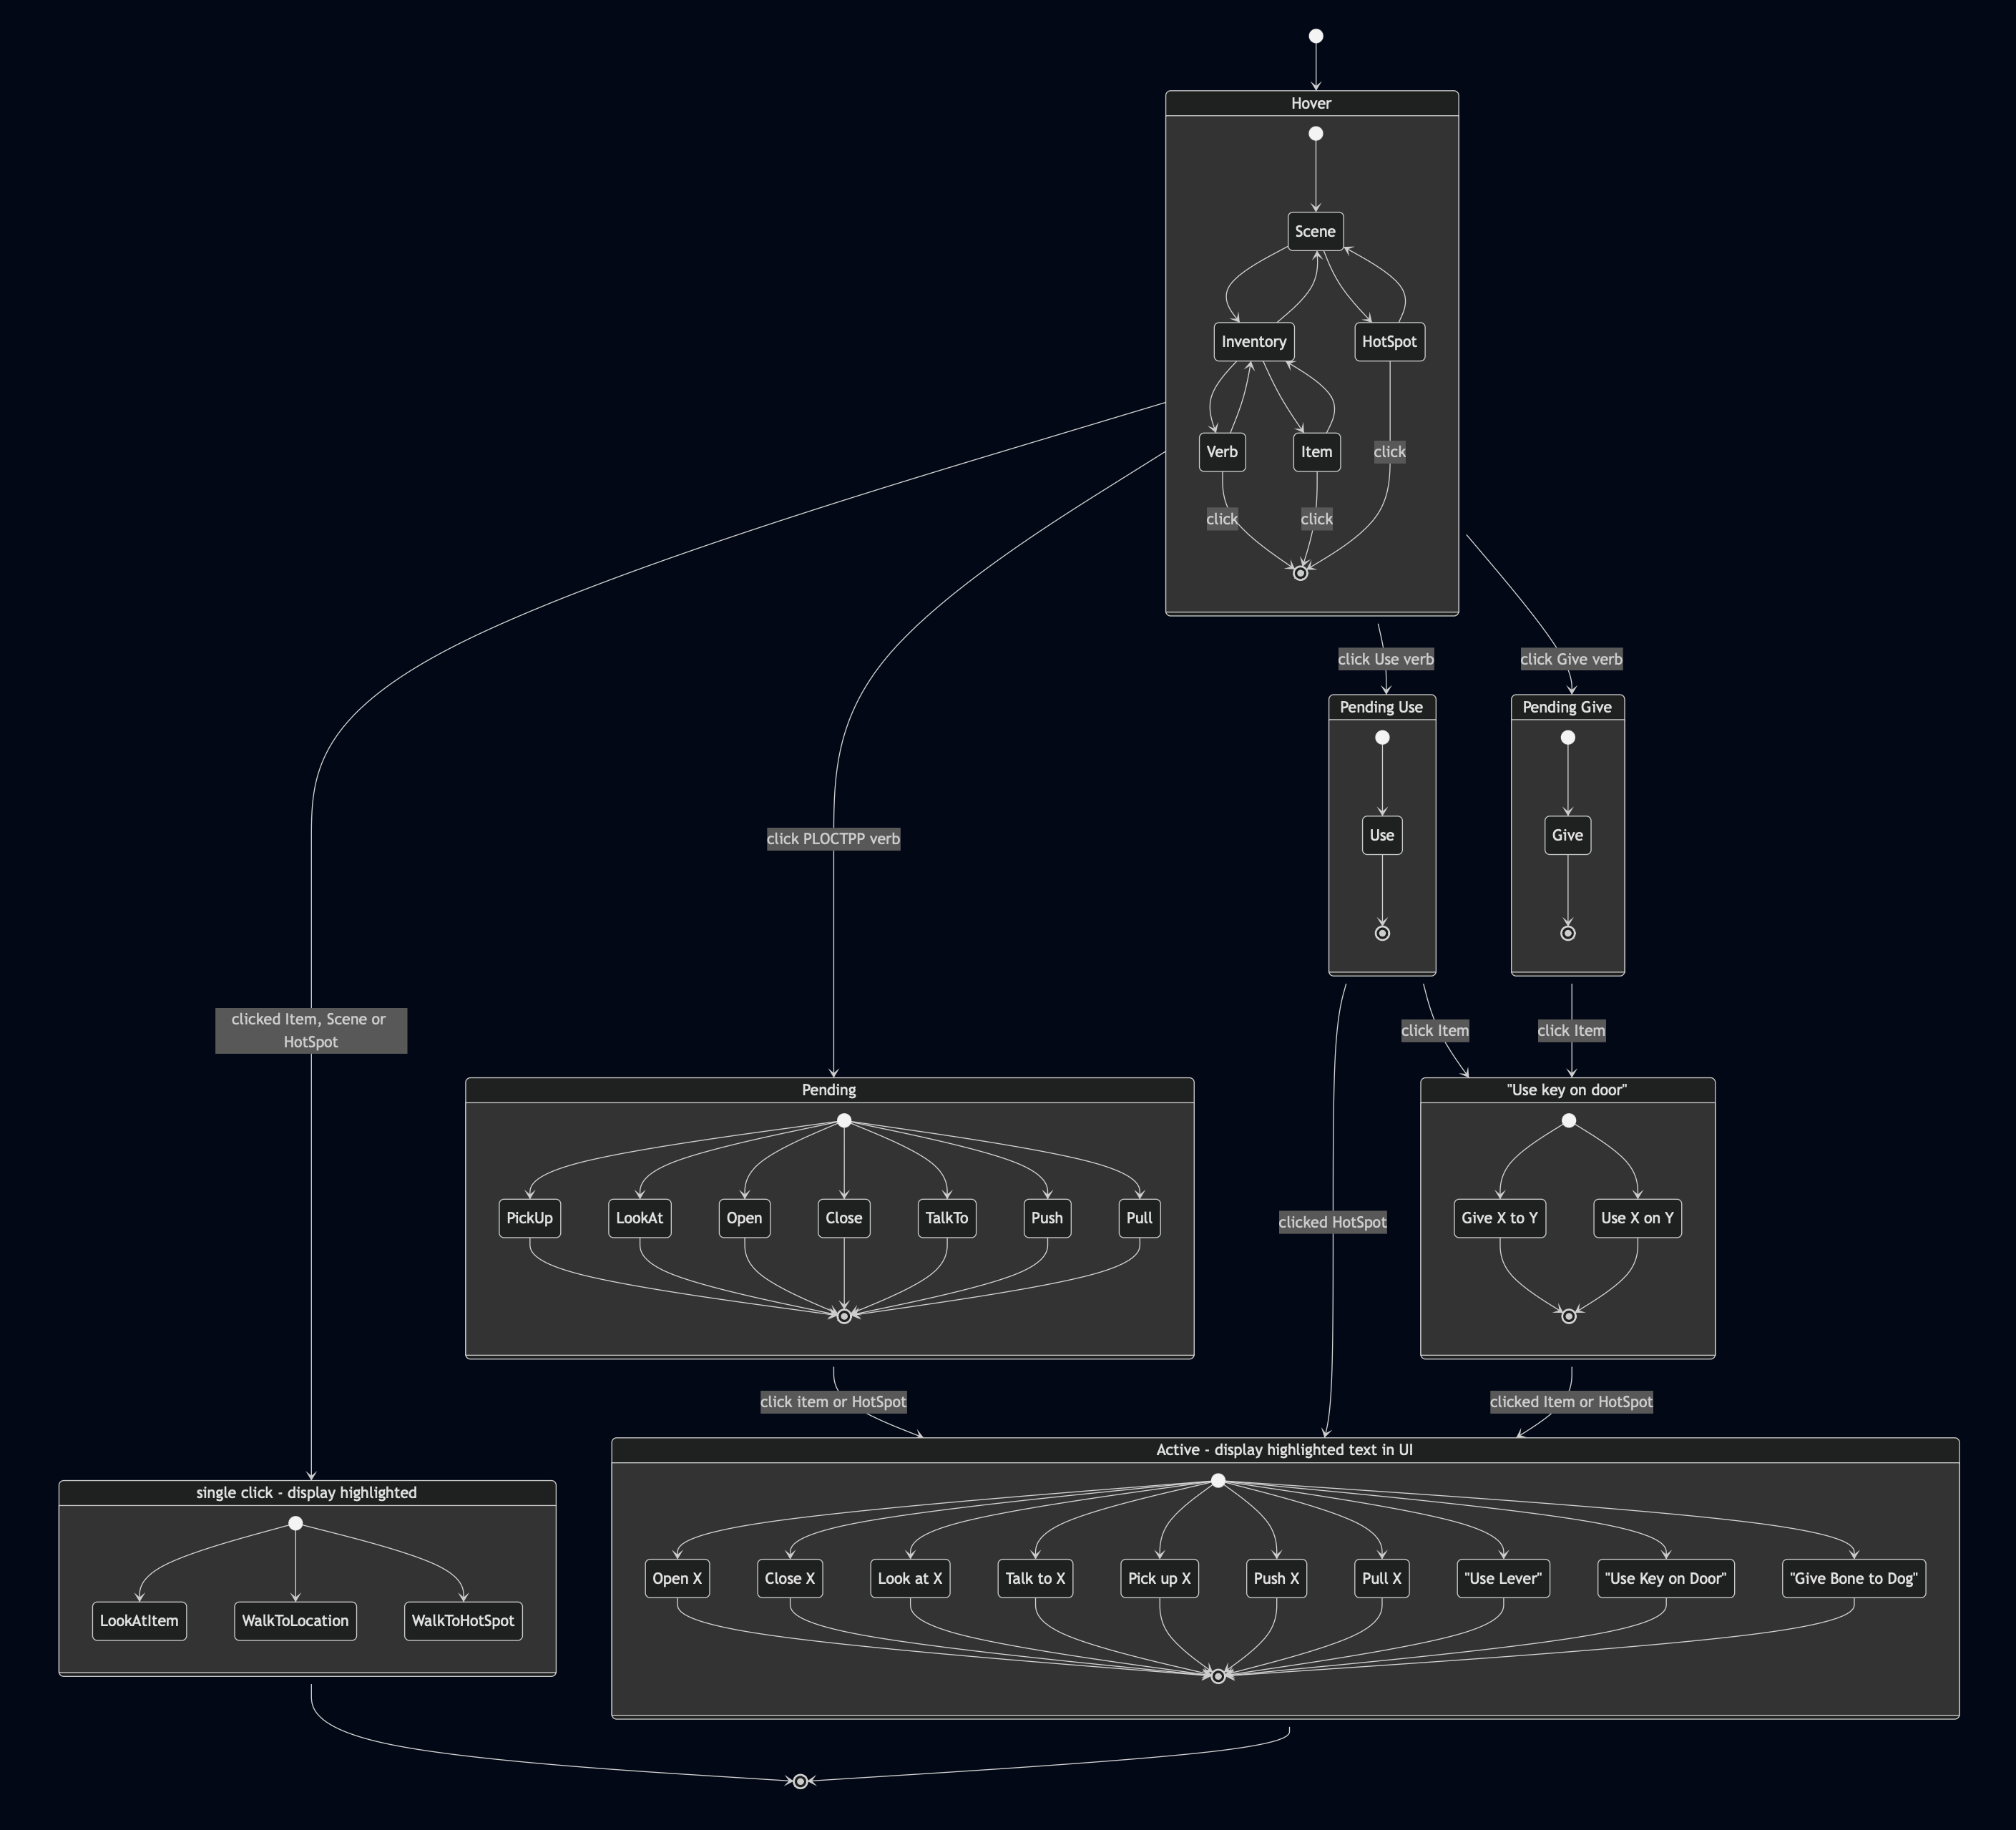 Hover
Scene
Inventory
HotSpot
Verb
Item
click
click
click
click Use verb
click Give verb
Pending Use
Pending Give
Use
Give
click PLOCTPP verb
clicked Item, Scene or
HotSpot
click Item
click Item
Pending
"Use key on door"
PickUp
LookAt
Open
Close
TalkTo
Push
Pull
clicked HotSpot
Give X to Y
Use X on Y
click item or HotSpot
clicked Item or HotSpot
Active - display highlighted text in UI
single click - display highlighted
Open X
Close X
Look at X
Talk to X
Pick up X
Push X
Pull X
"Use Lever"
"Use Key on Door"
"Give Bone to Dog"
LookAtItem
WalkToLocation
WalkToHotSpot